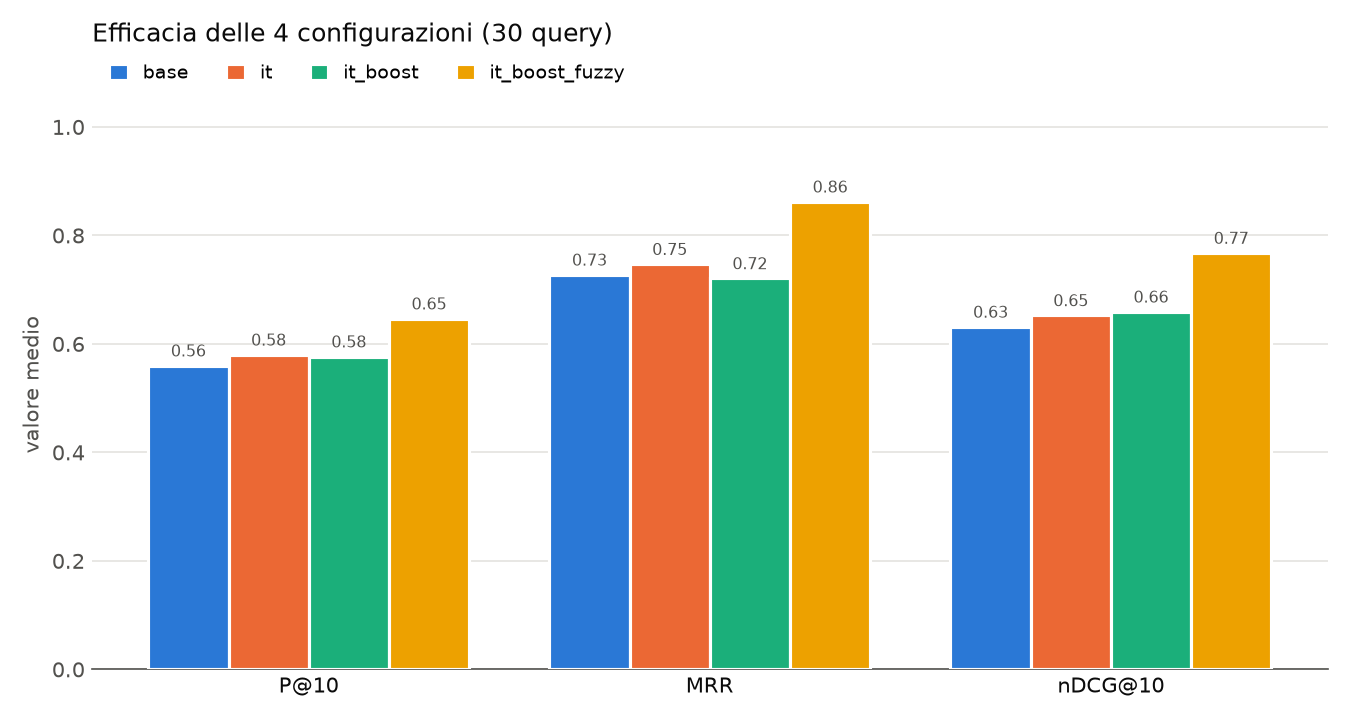 Efficacia delle 4 configurazioni (30 query)
base it it_boost it_boost_fuzzy
valore medio
1.0
0.8
0.6
0.4
0.2
0.0
0.56 0.58 0.58 0.65
0.73 0.75 0.72 0.86
0.63 0.65 0.66 0.77
P@10 MRR nDCG@10